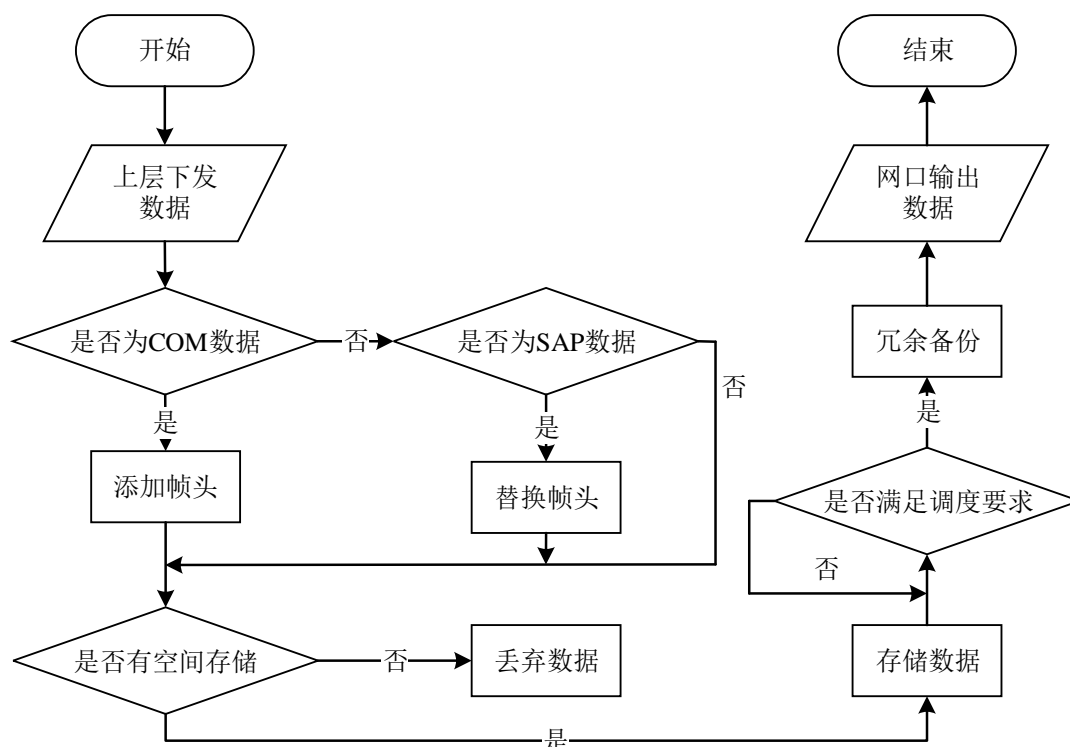 开始
上层下发
数据
是否为COM数据
否
是否为SAP数据
否
是
添加帧头
是
替换帧头
是否有空间存储
否
丢弃数据
是
存储数据
否
是否满足调度要求
是
冗余备份
网口输出
数据
结束